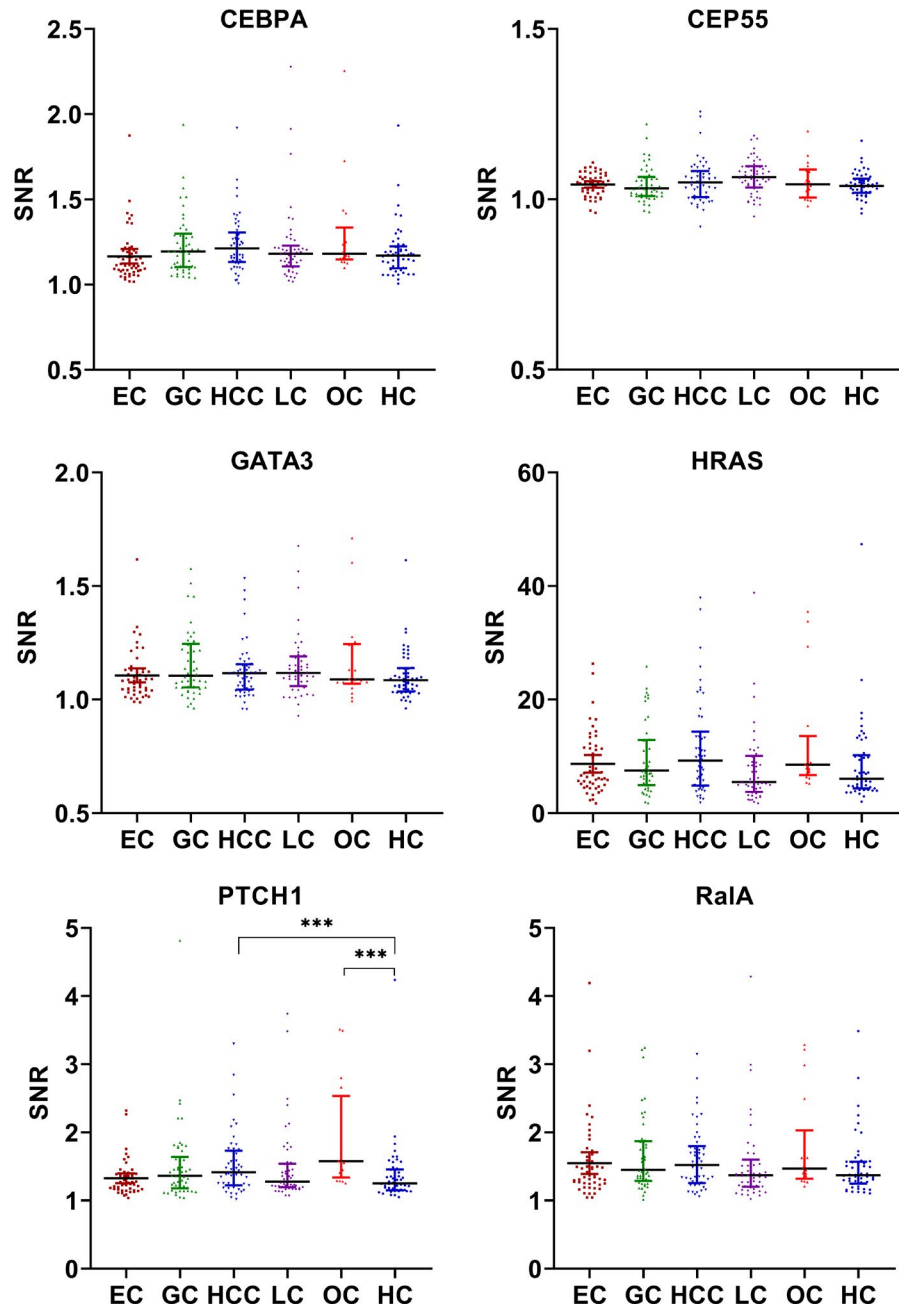 CEBPA
2.5
2.0
1.5
1.0
0.5
SNR
EC GC HCC LC OC HC
CEP55
1.5
1.0
0.5
SNR
EC GC HCC LC OC HC
GATA3
2.0
1.5
1.0
0.5
SNR
EC GC HCC LC OC HC
HRAS
60
40
20
0
SNR
EC GC HCC LC OC HC
PTCH1
5
4
3
2
1
0
SNR
***
***
EC GC HCC LC OC HC
RalA
5
4
3
2
1
0
SNR
EC GC HCC LC OC HC